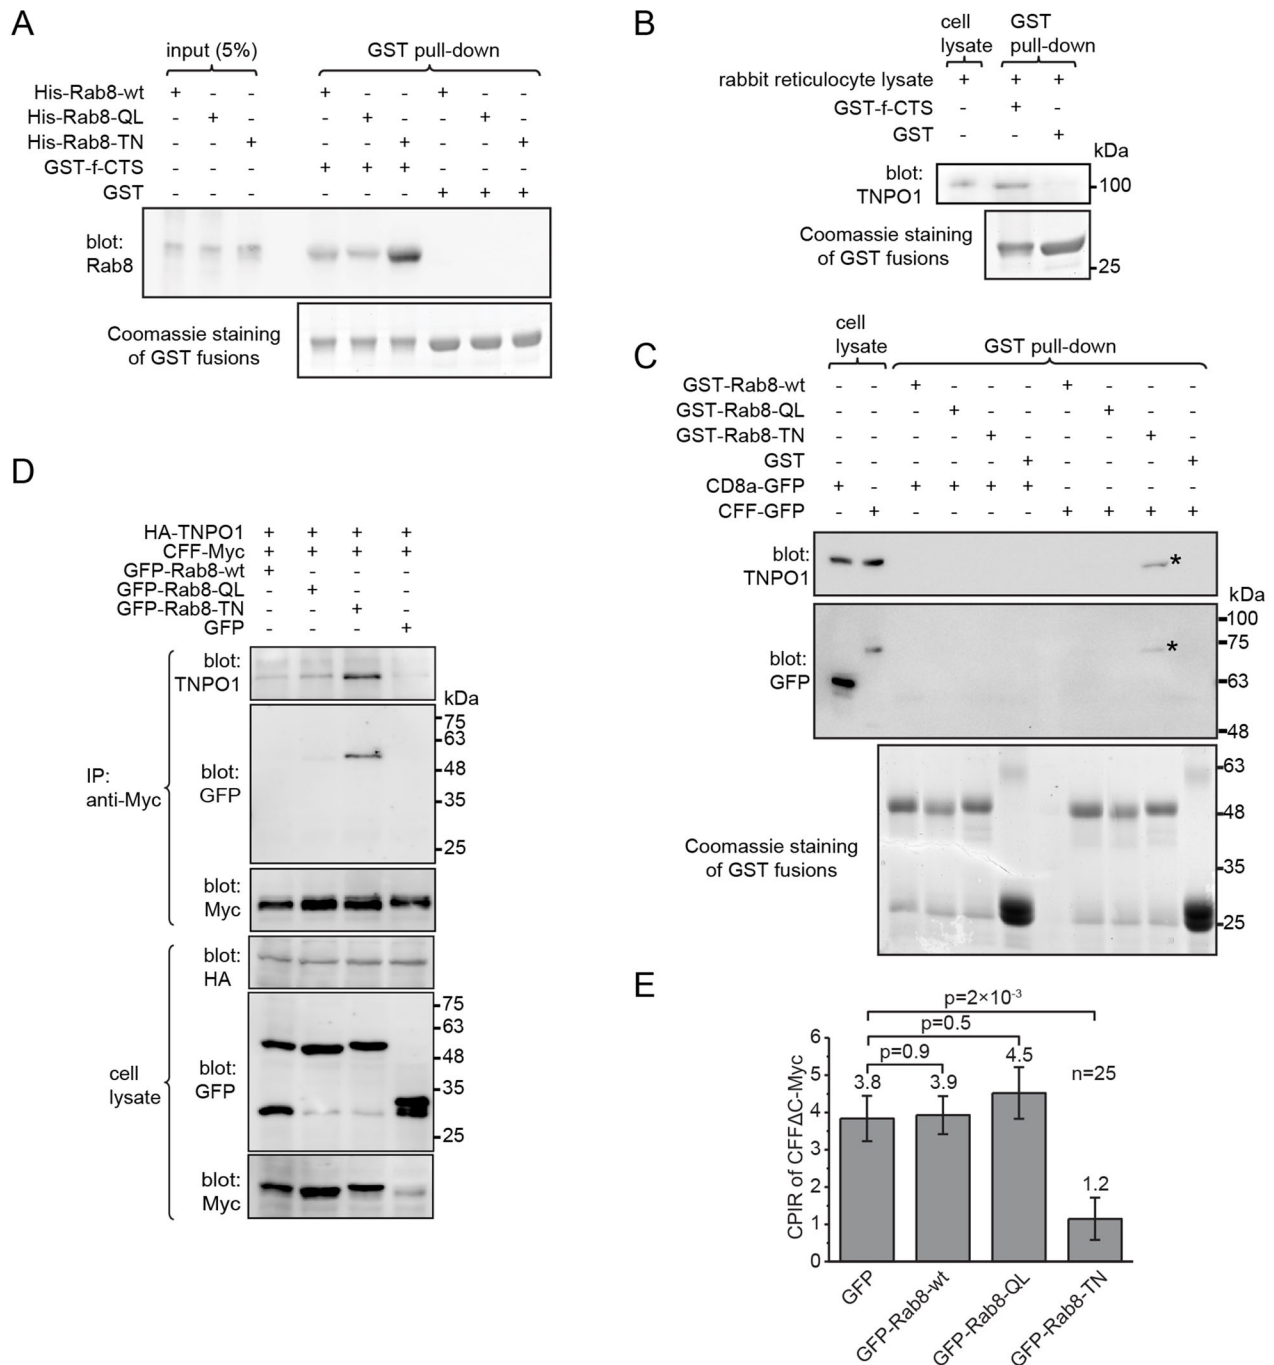 A
input (5%) GST pull-down
His-Rab8-wt + - - + - - + - -
His-Rab8-QL - + - - + - - + -
His-Rab8-TN - - + - - + - - +
GST-f-CTS - - - + + + - - -
GST - - - - - - + + +
blot:
Rab8
Coomassie staining
of GST fusions
B
cell
lysate
GST
pull-down
rabbit reticulocyte lysate + + +
GST-f-CTS - + -
GST - - +
kDa
blot:
TNPO1
100
Coomassie staining
of GST fusions
25
C
cell
lysate
GST pull-down
GST-Rab8-wt - - + - - - + - - -
GST-Rab8-QL - - - + - - - + - -
GST-Rab8-TN - - - - + - - - + -
GST - - - - - + - - - +
CD8a-GFP + - + + + + - - - -
CFF-GFP - + - - - - + + + +
blot:
TNPO1
*
kDa
100
75
blot:
GFP
*
63
48
63
48
Coomassie staining
of GST fusions
35
25
D
HA-TNPO1 + + + +
CFF-Myc + + + +
GFP-Rab8-wt + - - -
GFP-Rab8-QL - + - -
GFP-Rab8-TN - - + -
GFP - - - +
IP:
anti-Myc
blot:
TNPO1
kDa
75
63
48
blot:
GFP
35
25
blot:
Myc
cell
lysate
blot:
HA
75
63
48
blot:
GFP
35
25
blot:
Myc
E
p=2×10-3
p=0.5
p=0.9
n=25
CPIR of CFFΔC-Myc
6
5
4
3
2
1
0
3.8 3.9 4.5 1.2
GFP
GFP-Rab8-wt
GFP-Rab8-QL
GFP-Rab8-TN